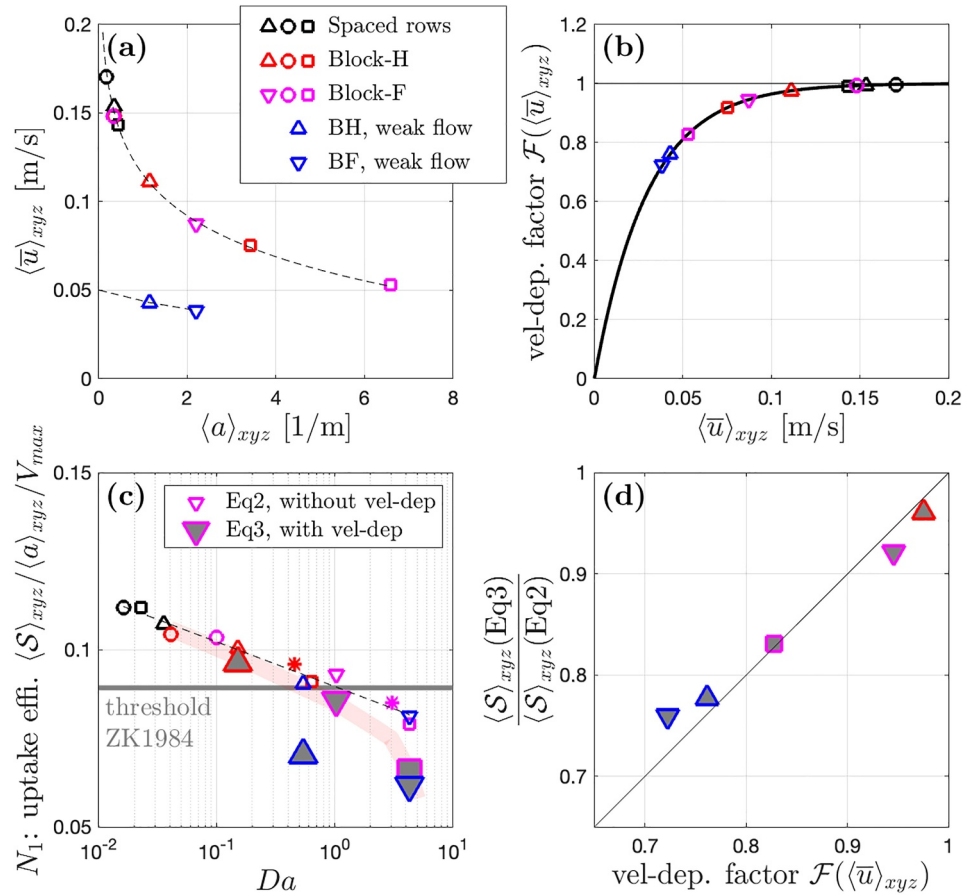 (a)
0.2
0.15
0.1
0.05
0
0 2 4 6 8
⟨u̅⟩xyz [m/s]
⟨a⟩xyz [1/m]
Spaced rows
Block-H
Block-F
BH, weak flow
BF, weak flow
(b)
1.2
1
0.8
0.6
0.4
0.2
0
0 0.05 0.1 0.15 0.2
vel-dep. factor F(⟨u̅⟩xyz)
⟨u̅⟩xyz [m/s]
(c)
0.15
0.1
0.05
10⁻² 10⁻¹ 10⁰ 10¹
N₁: uptake effi. ⟨S⟩xyz/⟨a⟩xyz/Vmax
Da
Eq2, without vel-dep
Eq3, with vel-dep
threshold
ZK1984
(d)
1
0.9
0.8
0.7
0.7 0.8 0.9 1
⟨S⟩xyz(Eq3)
⟨S⟩xyz(Eq2)
vel-dep. factor F(⟨u̅⟩xyz)